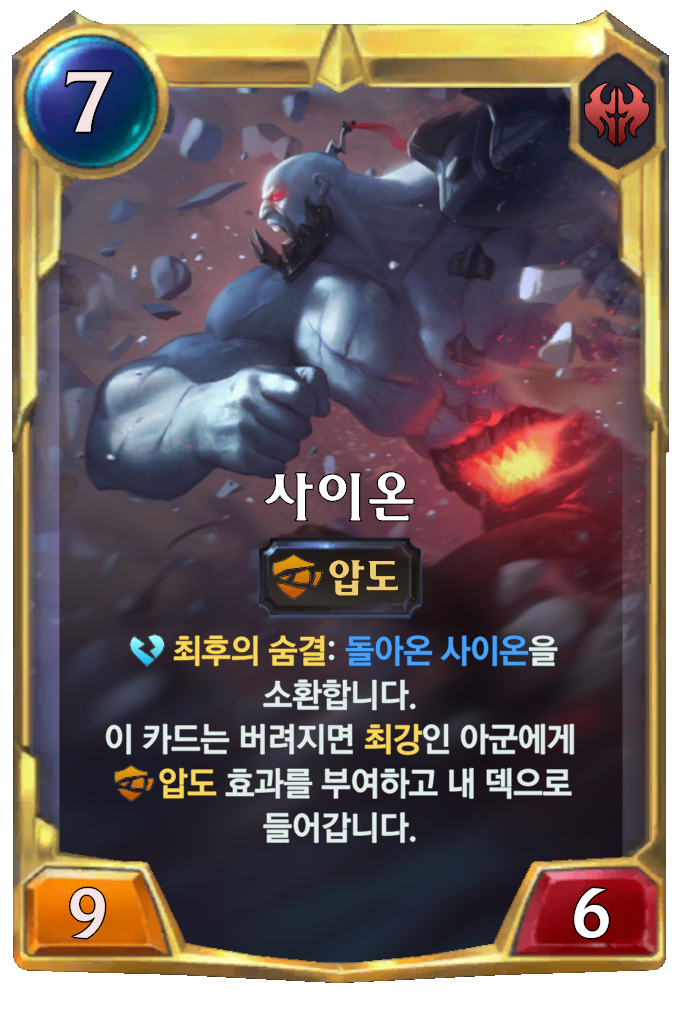 7
사이온
압도
최후의 숨결: 돌아온 사이온을
소환합니다.
이 카드는 버려지면 최강인 아군에게
압도 효과를 부여하고 내 덱으로
들어갑니다.
9
6